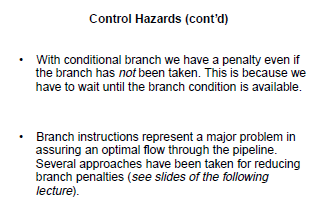 Control Hazards (cont'd)
• With conditional branch we have a penalty even if
the branch has not been taken. This is because we
have to wait until the branch condition is available.
• Branch instructions represent a major problem in
assuring an optimal flow through the pipeline.
Several approaches have been taken for reducing
branch penalties (see slides of the following
lecture).